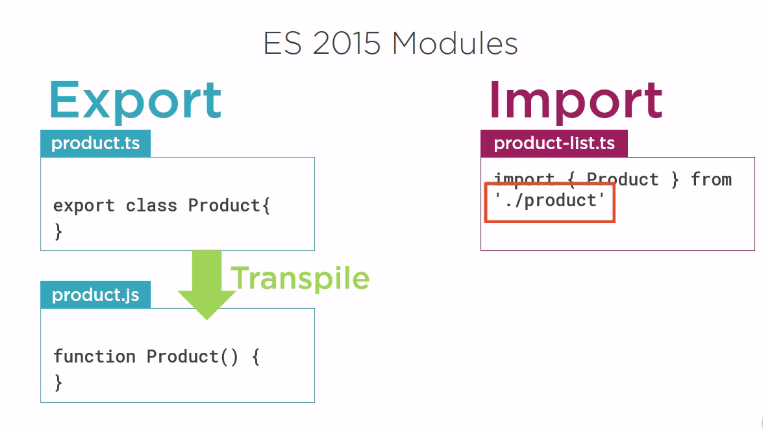 ES 2015 Modules
Export
product.ts
export class Product{
}
Transpile
product.js
function Product() {
}
Import
product-list.ts
import { Product } from
'./product'